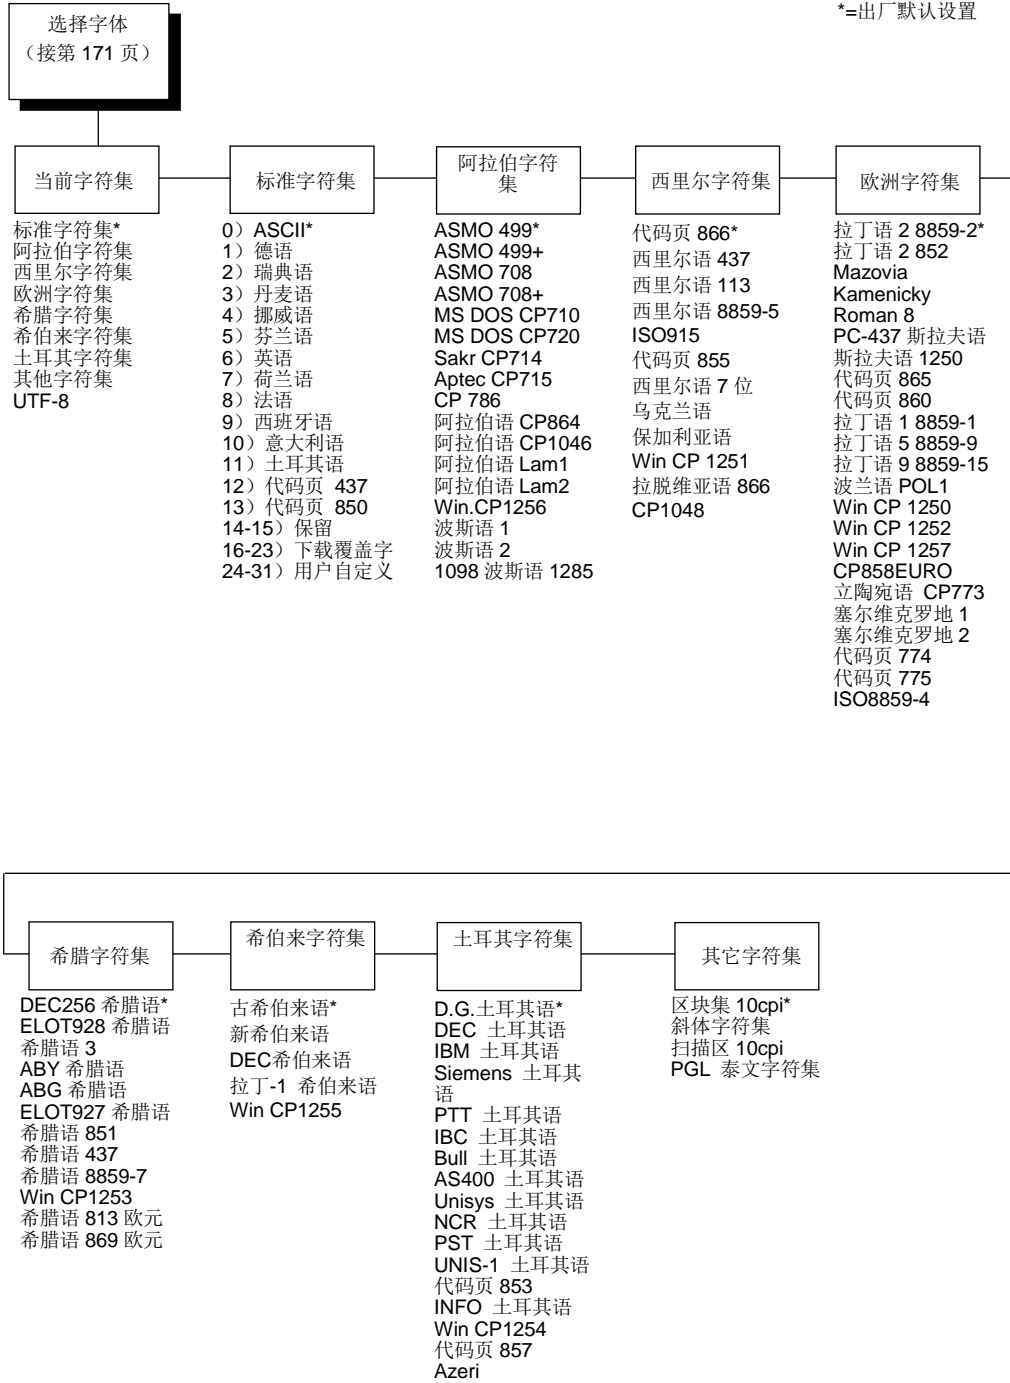 *=出厂默认设置
选择字体
（接第 171 页）
当前字符集
标准字符集*
阿拉伯字符集
西里尔字符集
欧洲字符集
希腊字符集
希伯来字符集
土耳其字符集
其他字符集
UTF-8
标准字符集
0）ASCII*
1）德语
2）瑞典语
3）丹麦语
4）挪威语
5）芬兰语
6）英语
7）荷兰语
8）法语
9）西班牙语
10）意大利语
11）土耳其语
12）代码页 437
13）代码页 850
14-15）保留
16-23）下载覆盖字
24-31）用户自定义
阿拉伯字符
集
ASMO 499*
ASMO 499+
ASMO 708
ASMO 708+
MS DOS CP710
MS DOS CP720
Sakr CP714
Aptec CP715
CP 786
阿拉伯语 CP864
阿拉伯语 CP1046
阿拉伯语 Lam1
阿拉伯语 Lam2
Win.CP1256
波斯语 1
波斯语 2
1098 波斯语 1285
西里尔字符集
代码页 866*
西里尔语 437
西里尔语 113
西里尔语 8859-5
ISO915
代码页 855
西里尔语 7 位
乌克兰语
保加利亚语
Win CP 1251
拉脱维亚语 866
CP1048
欧洲字符集
拉丁语 2 8859-2*
拉丁语 2 852
Mazovia
Kamenicky
Roman 8
PC-437 斯拉夫语
斯拉夫语 1250
代码页 865
代码页 860
拉丁语 1 8859-1
拉丁语 5 8859-9
拉丁语 9 8859-15
波兰语 POL1
Win CP 1250
Win CP 1252
Win CP 1257
CP858EURO
立陶宛语 CP773
塞尔维克罗地 1
塞尔维克罗地 2
代码页 774
代码页 775
ISO8859-4
希腊字符集
DEC256 希腊语*
ELOT928 希腊语
希腊语 3
ABY 希腊语
ABG 希腊语
ELOT927 希腊语
希腊语 851
希腊语 437
希腊语 8859-7
Win CP1253
希腊语 813 欧元
希腊语 869 欧元
希伯来字符集
古希伯来语*
新希伯来语
DEC希伯来语
拉丁-1 希伯来语
Win CP1255
土耳其字符集
D.G.土耳其语*
DEC 土耳其语
IBM 土耳其语
Siemens 土耳其
语
PTT 土耳其语
IBC 土耳其语
Bull 土耳其语
AS400 土耳其语
Unisys 土耳其语
NCR 土耳其语
PST 土耳其语
UNIS-1 土耳其语
代码页 853
INFO 土耳其语
Win CP1254
代码页 857
Azeri
其它字符集
区块集 10cpi*
斜体字符集
扫描区 10cpi
PGL 泰文字符集